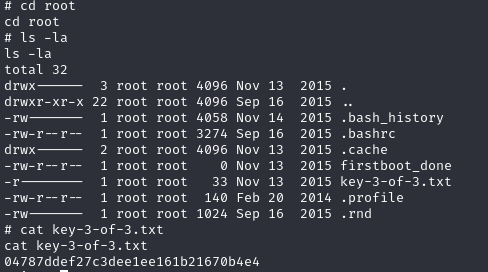 # cd root
cd root
# ls -la
ls -la
total 32
drwx------  3 root root 4096 Nov 13  2015 .
drwxr-xr-x 22 root root 4096 Sep 16  2015 ..
-rw-------  1 root root 4058 Nov 14  2015 .bash_history
-rw-r--r--  1 root root 3274 Sep 16  2015 .bashrc
drwx------  2 root root 4096 Nov 13  2015 .cache
-rw-r--r--  1 root root    0 Nov 13  2015 firstboot_done
-r--------  1 root root   33 Nov 13  2015 key-3-of-3.txt
-rw-r--r--  1 root root  140 Feb 20  2014 .profile
-rw-------  1 root root 1024 Sep 16  2015 .rnd
# cat key-3-of-3.txt
cat key-3-of-3.txt
04787ddef27c3dee1ee161b21670b4e4